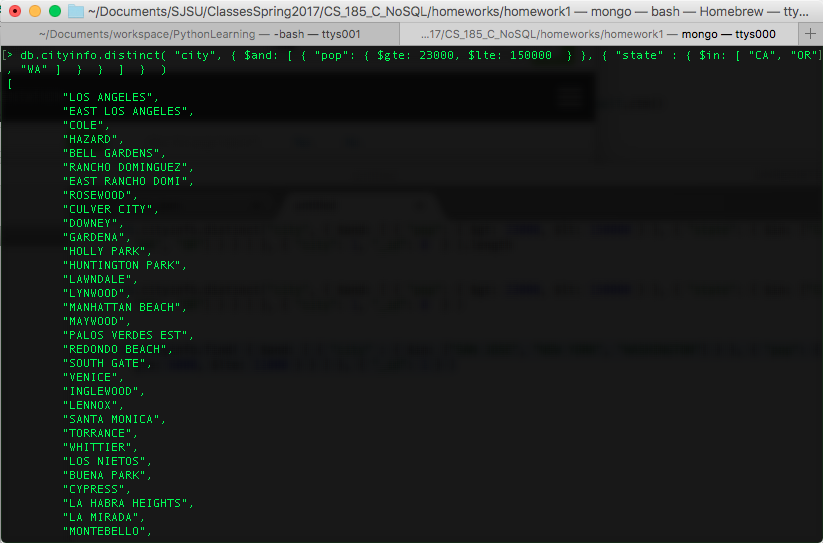 ~/Documents/SJSU/ClassesSpring2017/CS_185_C_NoSQL/homeworks/homework1 — mongo — bash — Homebrew — tty...
~/Documents/workspace/PythonLearning — -bash — ttys001
...17/CS_185_C_NoSQL/homeworks/homework1 — mongo — ttys000
+
[> db.cityinfo.distinct( "city", { $and: [ { "pop": { $gte: 23000, $lte: 150000  } }, { "state" : { $in: [ "CA", "OR"]
, "WA" ]  }  }  ]  }  )
[
"LOS ANGELES",
"EAST LOS ANGELES",
"COLE",
"HAZARD",
"BELL GARDENS",
"RANCHO DOMINGUEZ",
"EAST RANCHO DOMI",
"ROSEWOOD",
"CULVER CITY",
"DOWNEY",
"GARDENA",
"HOLLY PARK",
"HUNTINGTON PARK",
"LAWNDALE",
"LYNWOOD",
"MANHATTAN BEACH",
"MAYWOOD",
"PALOS VERDES EST",
"REDONDO BEACH",
"SOUTH GATE",
"VENICE",
"INGLEWOOD",
"LENNOX",
"SANTA MONICA",
"TORRANCE",
"WHITTIER",
"LOS NIETOS",
"BUENA PARK",
"CYPRESS",
"LA HABRA HEIGHTS",
"LA MIRADA",
"MONTEBELLO",